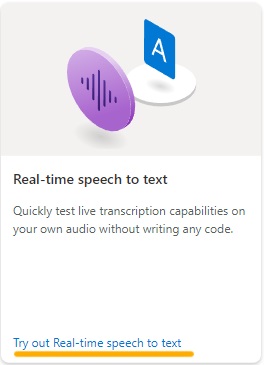 A
Real-time speech to text
Quickly test live transcription capabilities on
your own audio without writing any code.
Try out Real-time speech to text